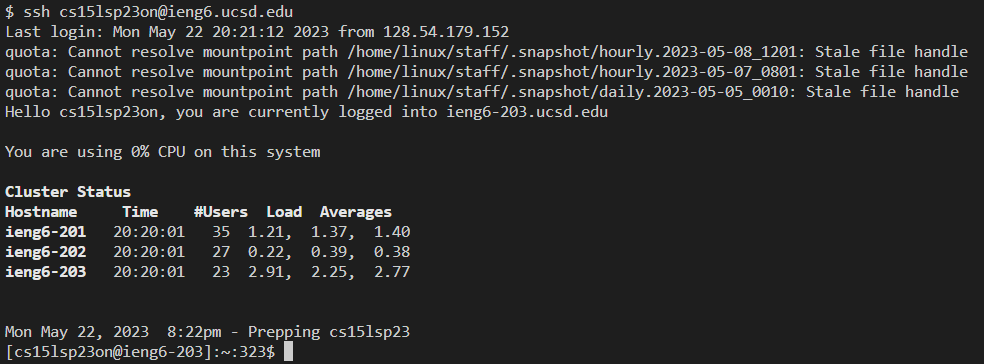 $ ssh cs15lsp23on@ieng6.ucsd.edu
Last login: Mon May 22 20:21:12 2023 from 128.54.179.152
quota: Cannot resolve mountpoint path /home/linux/staff/.snapshot/hourly.2023-05-08_1201: Stale file handle
quota: Cannot resolve mountpoint path /home/linux/staff/.snapshot/hourly.2023-05-07_0801: Stale file handle
quota: Cannot resolve mountpoint path /home/linux/staff/.snapshot/daily.2023-05-05_0010: Stale file handle
Hello cs15lsp23on, you are currently logged into ieng6-203.ucsd.edu

You are using 0% CPU on this system

Cluster Status
Hostname     Time    #Users  Load  Averages
ieng6-201   20:20:01   35  1.21,  1.37,  1.40
ieng6-202   20:20:01   27  0.22,  0.39,  0.38
ieng6-203   20:20:01   23  2.91,  2.25,  2.77

Mon May 22, 2023  8:22pm - Prepping cs15lsp23
[cs15lsp23on@ieng6-203]:~:323$